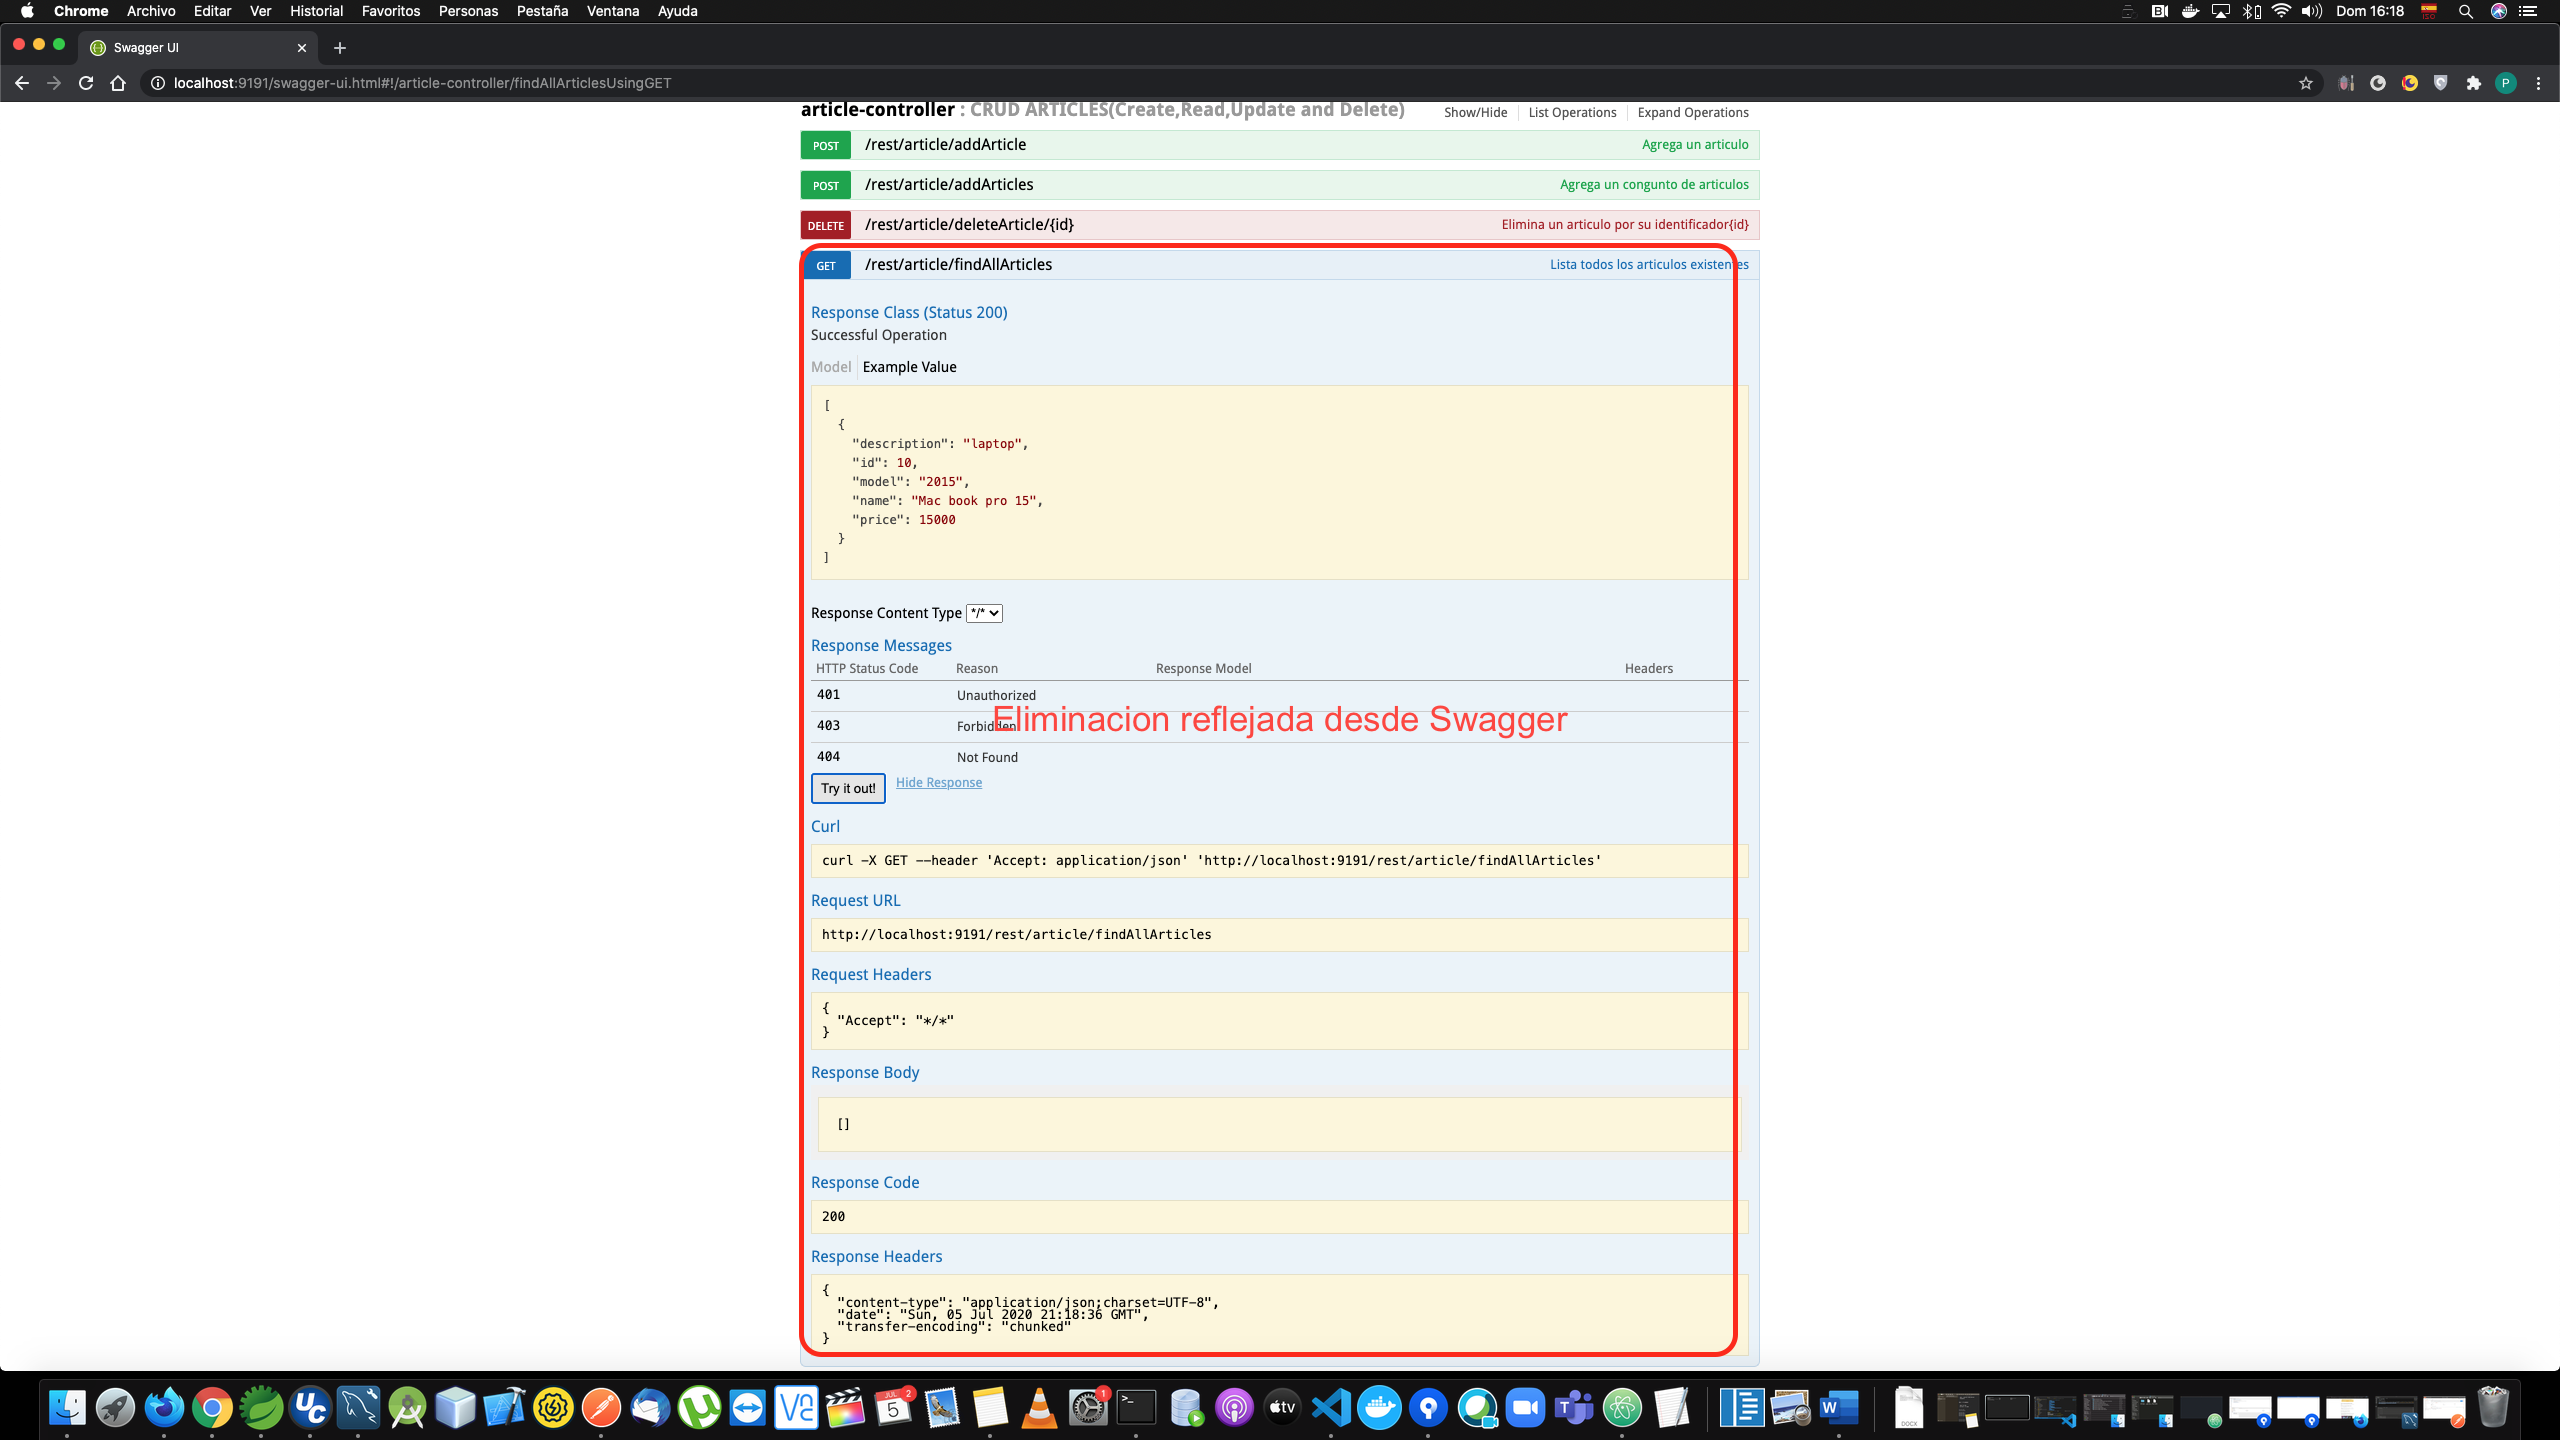 Chrome Archivo Editar Ver Historial Favoritos Personas Pestaña Ventana Ayuda Dom 16:18
Swagger UI
localhost:9191/swagger-ui.html#!/article-controller/findAllArticlesUsingGET
article-controller : CRUD ARTICLES(Create,Read,Update and Delete) Show/Hide List Operations Expand Operations
POST /rest/article/addArticle Agrega un articulo
POST /rest/article/addArticles Agrega un congunto de articulos
DELETE /rest/article/deleteArticle/{id} Elimina un articulo por su identificador{id}
GET /rest/article/findAllArticles Lista todos los articulos existentes
Response Class (Status 200)
Successful Operation
Model Example Value
[
{
"description": "laptop",
"id": 10,
"model": "2015",
"name": "Mac book pro 15",
"price": 15000
}
]
Response Content Type */*
Response Messages
HTTP Status Code Reason Response Model Headers
401 Unauthorized
Eliminacion reflejada desde Swagger
403 Forbidden
404 Not Found
Try it out! Hide Response
Curl
curl -X GET --header 'Accept: application/json' 'http://localhost:9191/rest/article/findAllArticles'
Request URL
http://localhost:9191/rest/article/findAllArticles
Request Headers
{
"Accept": "*/*"
}
Response Body
[]
Response Code
200
Response Headers
{
"content-type": "application/json;charset=UTF-8",
"date": "Sun, 05 Jul 2020 21:18:36 GMT",
"transfer-encoding": "chunked"
}